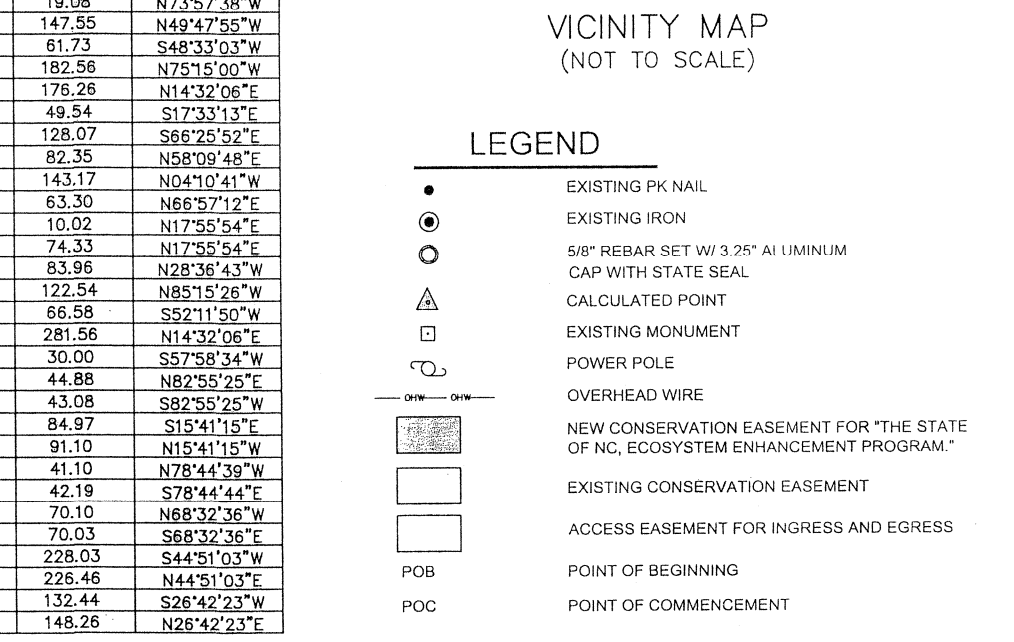 19.08 N73°57'38"W
147.55 N49°47'55"W
61.73 S48°33'03"W
182.56 N75°15'00"W
176.26 N14°32'06"E
49.54 S17°33'13"E
128.07 S66°25'52"E
82.35 N58°09'48"E
143.17 N04°10'41"W
63.30 N66°57'12"E
10.02 N17°55'54"E
74.33 N17°55'54"E
83.96 N28°36'43"W
122.54 N85°15'26"W
66.58 S52°11'50"W
281.56 N14°32'06"E
30.00 S57°58'34"W
44.88 N82°55'25"E
43.08 S82°55'25"W
84.97 S15°41'15"E
91.10 N15°41'15"W
41.10 N78°44'39"W
42.19 S78°44'44"E
70.10 N68°32'36"W
70.03 S68°32'36"E
228.03 S44°51'03"W
226.46 N44°51'03"E
132.44 S26°42'23"W
148.26 N26°42'23"E
VICINITY MAP
(NOT TO SCALE)
LEGEND
EXISTING PK NAIL
EXISTING IRON
5/8" REBAR SET W/ 3.25" ALUMINUM
CAP WITH STATE SEAL
CALCULATED POINT
EXISTING MONUMENT
POWER POLE
OHW OHW OVERHEAD WIRE
NEW CONSERVATION EASEMENT FOR "THE STATE
OF NC, ECOSYSTEM ENHANCEMENT PROGRAM."
EXISTING CONSERVATION EASEMENT
ACCESS EASEMENT FOR INGRESS AND EGRESS
POB POINT OF BEGINNING
POC POINT OF COMMENCEMENT